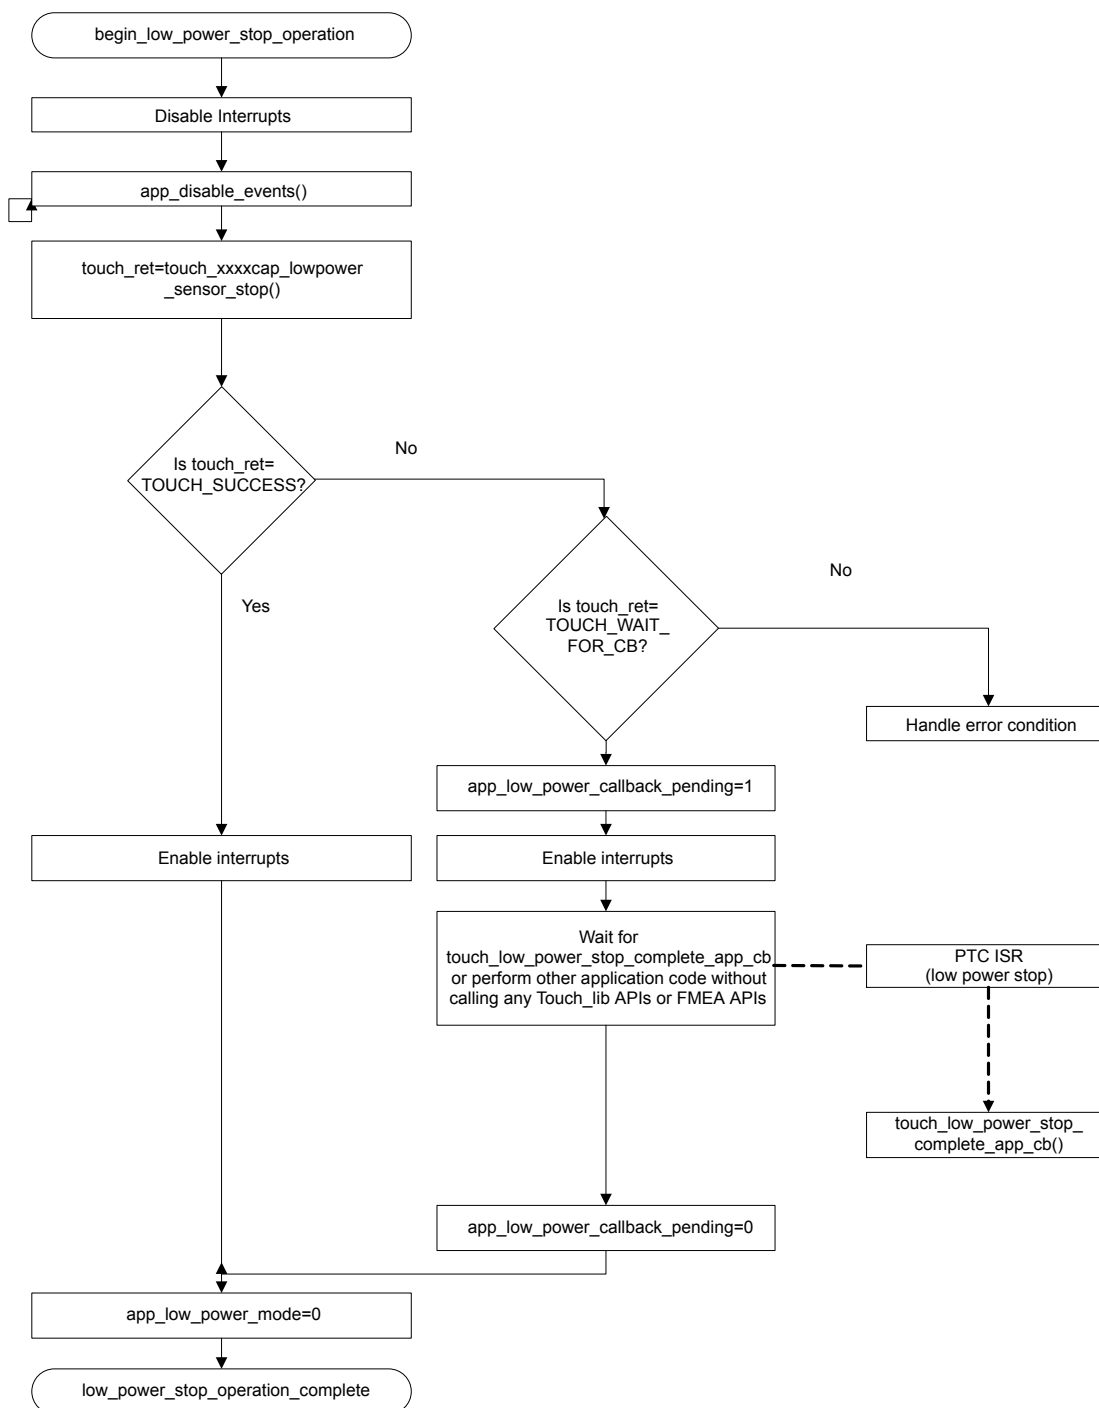 begin_low_power_stop_operation
Disable Interrupts
app_disable_events()
touch_ret=touch_xxxxcap_lowpower
_sensor_stop()
No
Is touch_ret=
TOUCH_SUCCESS?
No
Yes
Is touch_ret=
TOUCH_WAIT_
FOR_CB?
Handle error condition
app_low_power_callback_pending=1
Enable interrupts
Enable interrupts
Wait for
touch_low_power_stop_complete_app_cb
or perform other application code without
calling any Touch_lib APIs or FMEA APIs
PTC ISR
(low power stop)
touch_low_power_stop_
complete_app_cb()
app_low_power_callback_pending=0
app_low_power_mode=0
low_power_stop_operation_complete